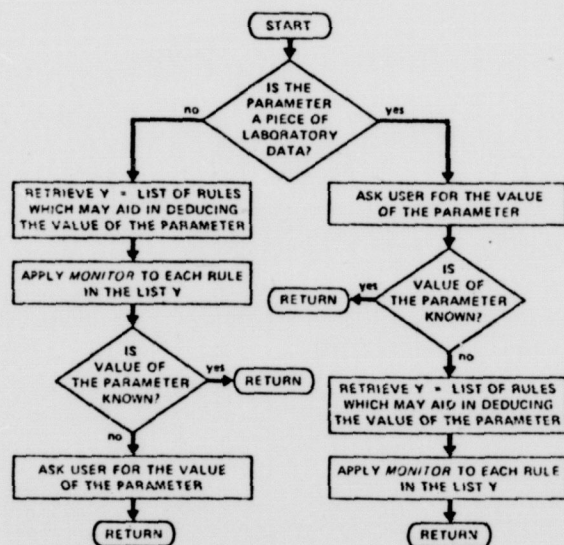 START
IS THE
PARAMETER
A PIECE OF
LABORATORY
DATA?
no
yes
RETRIEVE Y = LIST OF RULES
WHICH MAY AID IN DEDUCING
THE VALUE OF THE PARAMETER
APPLY MONITOR TO EACH RULE
IN THE LIST Y
IS
VALUE OF
THE PARAMETER
KNOWN?
yes
RETURN
no
ASK USER FOR THE VALUE
OF THE PARAMETER
RETURN
ASK USER FOR THE VALUE
OF THE PARAMETER
IS
VALUE OF
THE PARAMETER
KNOWN?
yes
RETURN
no
RETRIEVE Y = LIST OF RULES
WHICH MAY AID IN DEDUCING
THE VALUE OF THE PARAMETER
APPLY MONITOR TO EACH RULE
IN THE LIST Y
RETURN